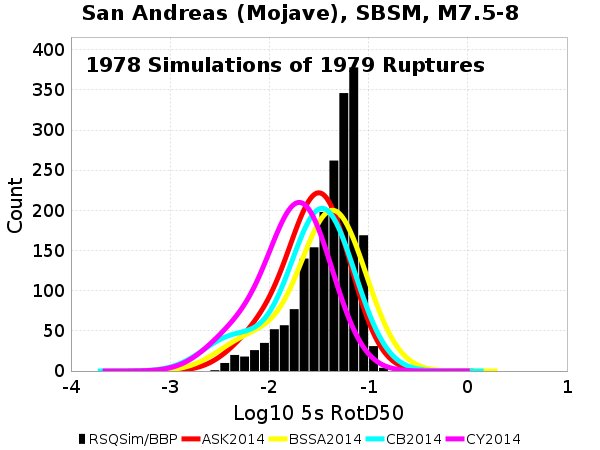 San Andreas (Mojave), SBSM, M7.5-8
1978 Simulations of 1979 Ruptures
Count
400
350
300
250
200
150
100
50
0
-4 -3 -2 -1 0 1
Log10 5s RotD50
RSQSim/BBP ASK2014 BSSA2014 CB2014 CY2014